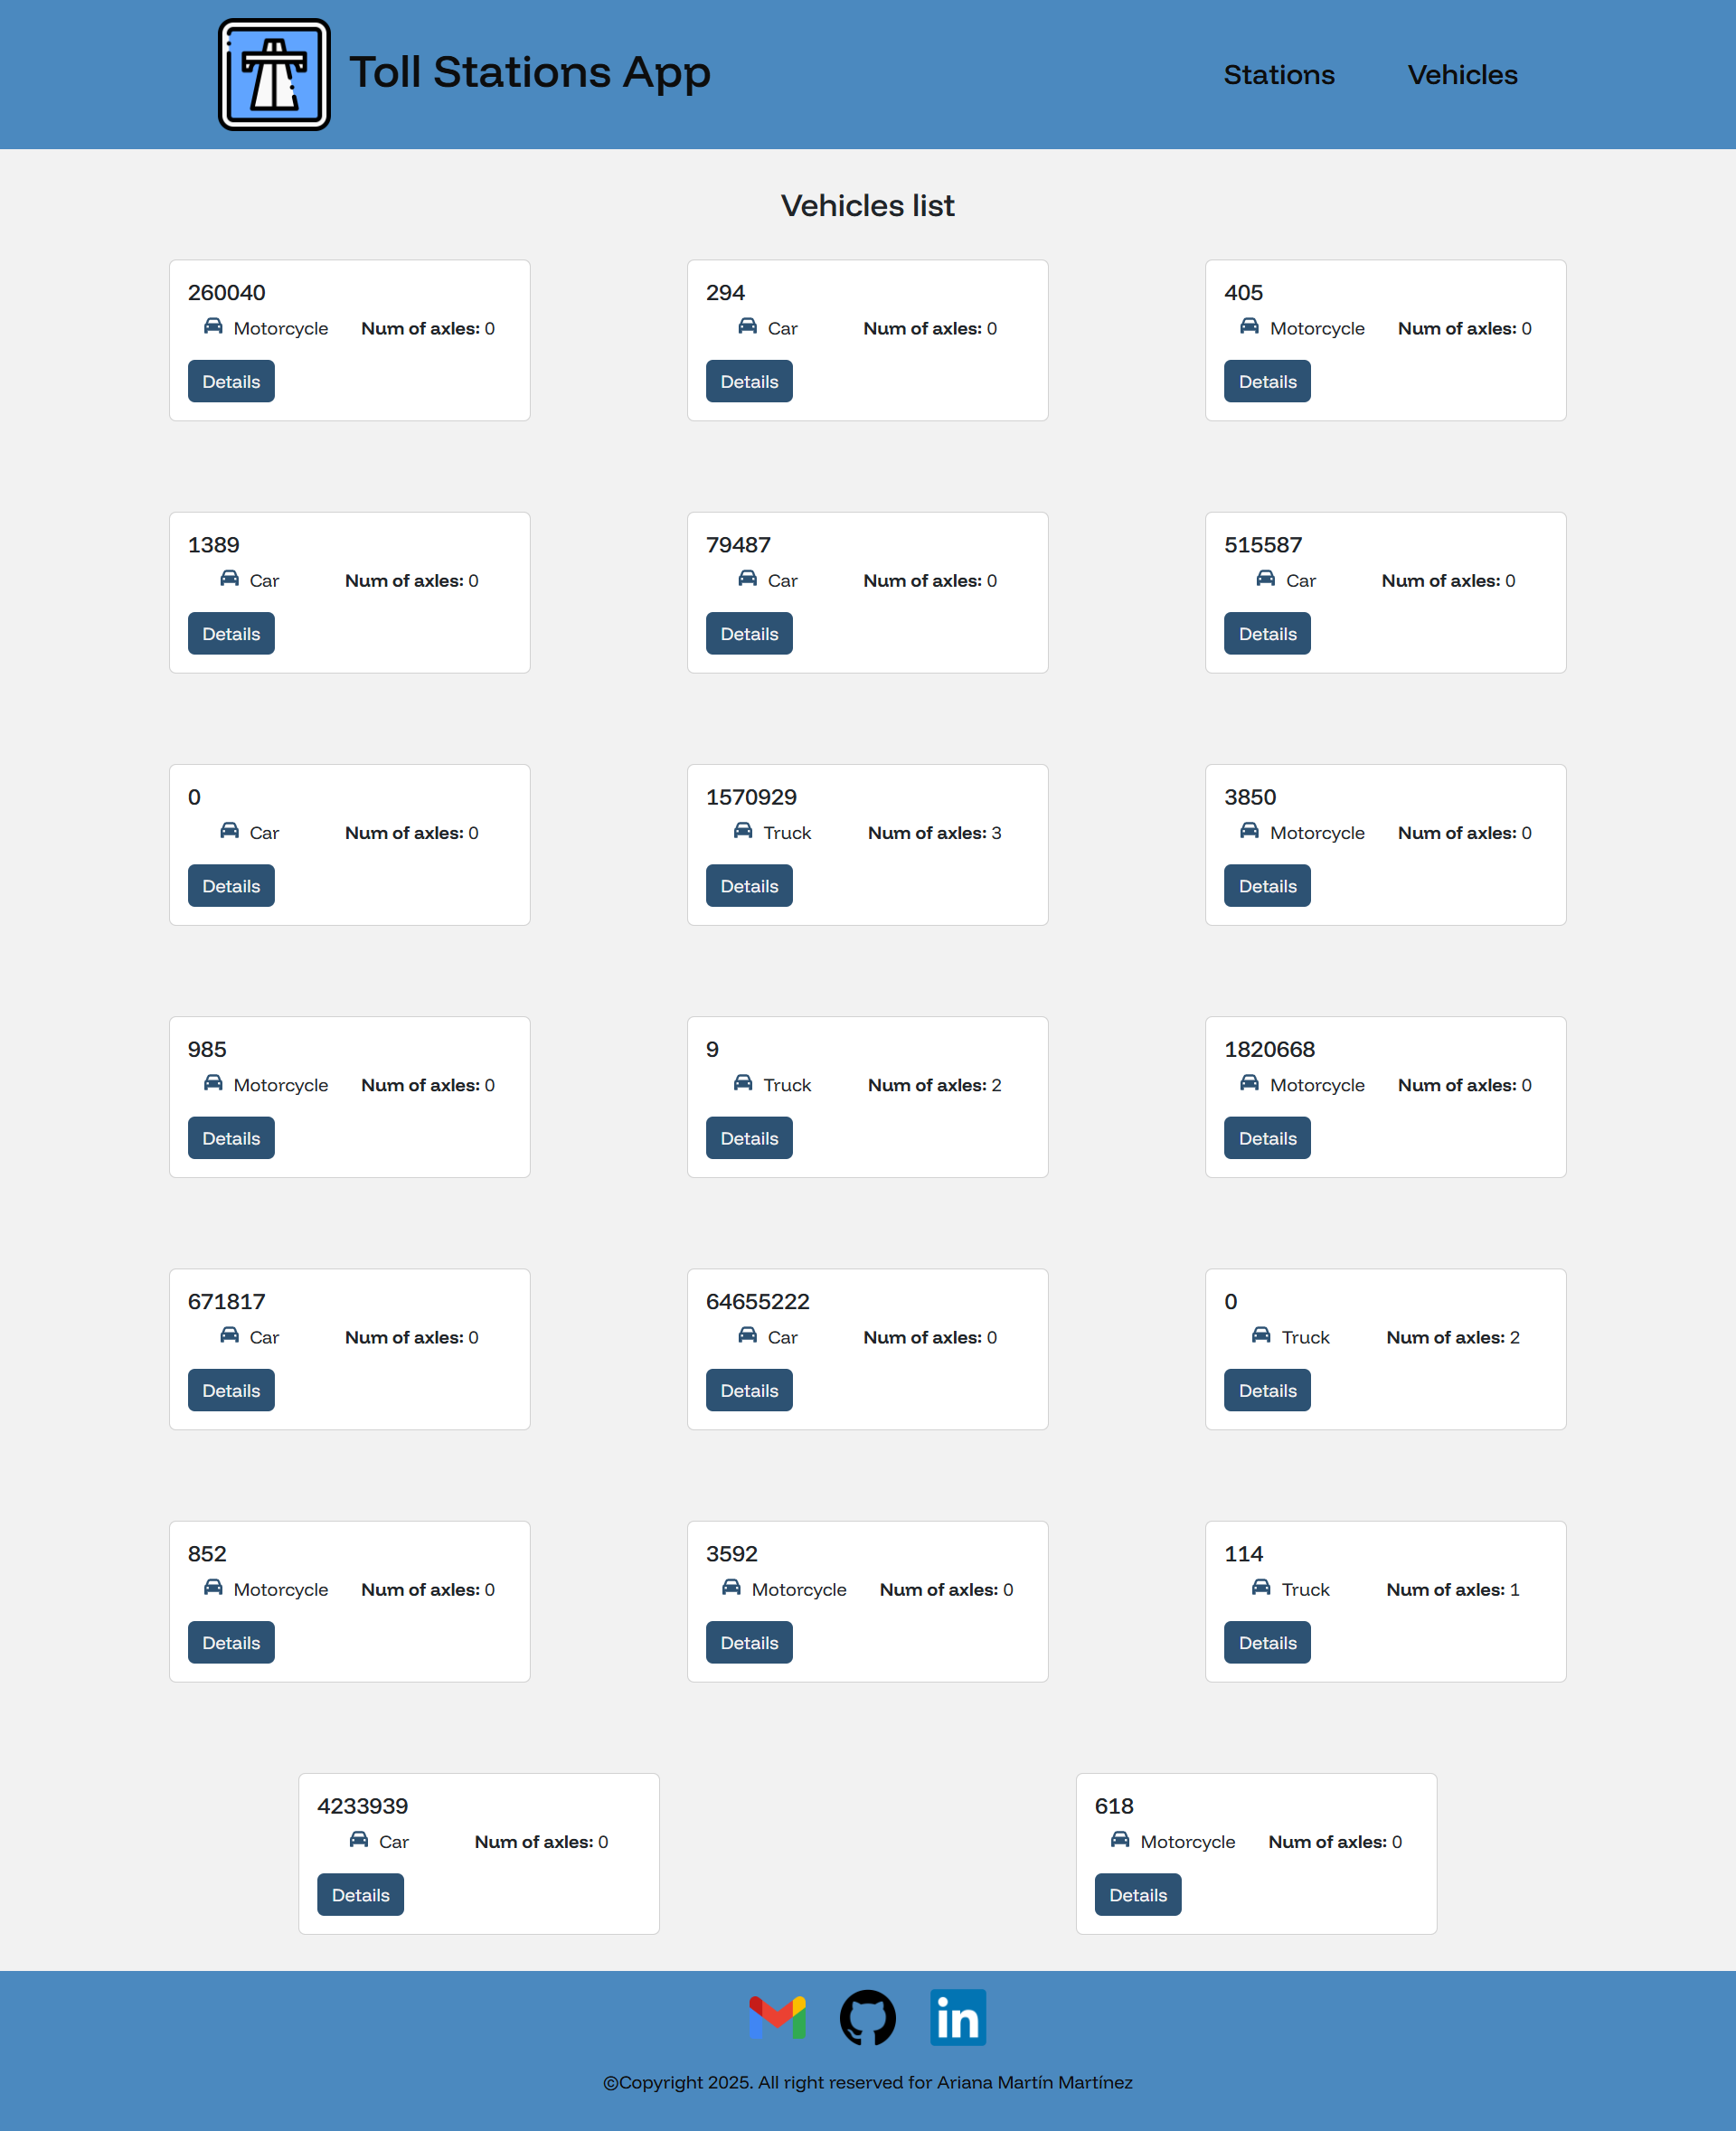 Toll Stations App
Stations
Vehicles
Vehicles list
260040
Motorcycle Num of axles: 0
Details
294
Car Num of axles: 0
Details
405
Motorcycle Num of axles: 0
Details
1389
Car Num of axles: 0
Details
79487
Car Num of axles: 0
Details
515587
Car Num of axles: 0
Details
0
Car Num of axles: 0
Details
1570929
Truck Num of axles: 3
Details
3850
Motorcycle Num of axles: 0
Details
985
Motorcycle Num of axles: 0
Details
9
Truck Num of axles: 2
Details
1820668
Motorcycle Num of axles: 0
Details
671817
Car Num of axles: 0
Details
64655222
Car Num of axles: 0
Details
0
Truck Num of axles: 2
Details
852
Motorcycle Num of axles: 0
Details
3592
Motorcycle Num of axles: 0
Details
114
Truck Num of axles: 1
Details
4233939
Car Num of axles: 0
Details
618
Motorcycle Num of axles: 0
Details
in
©Copyright 2025. All right reserved for Ariana Martín Martínez